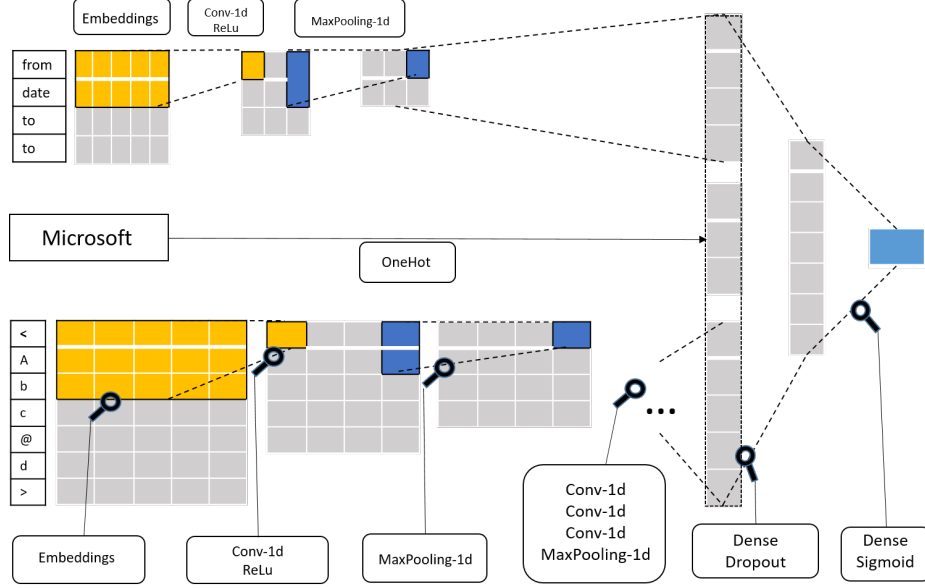 Embeddings
Conv-1d
ReLu
MaxPooling-1d
from
date
to
to
Microsoft
OneHot
<
A
b
c
@
d
>
...
Embeddings
Conv-1d
ReLu
MaxPooling-1d
Conv-1d
Conv-1d
Conv-1d
MaxPooling-1d
Dense
Dropout
Dense
Sigmoid